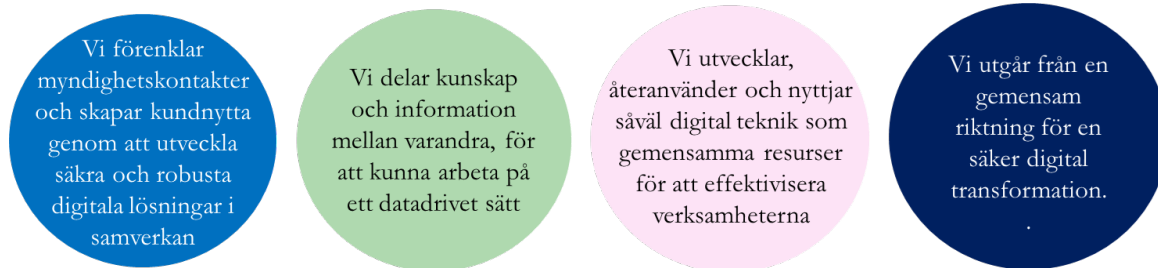 Vi förenklar
myndighetskontakter
och skapar kundnytta
genom att utveckla
säkra och robusta
digitala lösningar i
samverkan
Vi delar kunskap
och information
mellan varandra, för
att kunna arbeta på
ett datadrivet sätt
Vi utvecklar,
återanvänder och nyttjar
såväl digital teknik som
gemensamma resurser
för att effektivisera
verksamheterna
Vi utgår från en
gemensam
riktning för en
säker digital
transformation.
.